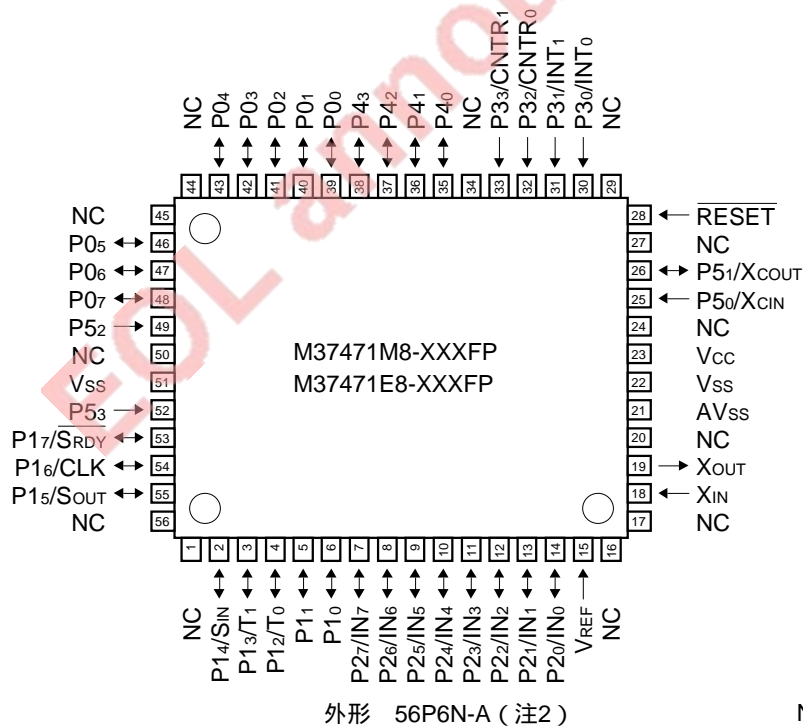 EOL annou
NC
P04
P03
P02
P01
P00
P43
P42
P41
P40
NC
P33/CNTR1
P32/CNTR0
P31/INT1
P30/INT0
NC
44 43 42 41 40 39 38 37 36 35 34 33 32 31 30 29
NC 45
P05 46
P06 47
P07 48
P52 49
NC 50
VSS 51
P53 52
P17/SRDY 53
P16/CLK 54
P15/SOUT 55
NC 56
M37471M8-XXXFP
M37471E8-XXXFP
28 RESET
27 NC
26 P51/XCOUT
25 P50/XCIN
24 NC
23 VCC
22 VSS
21 AVSS
20 NC
19 XOUT
18 XIN
17 NC
1 2 3 4 5 6 7 8 9 10 11 12 13 14 15 16
NC
P14/SIN
P13/T1
P12/T0
P11
P10
P27/IN7
P26/IN6
P25/IN5
P24/IN4
P23/IN3
P22/IN2
P21/IN1
P20/IN0
VREF
NC
外形 56P6N-A(注2)
N